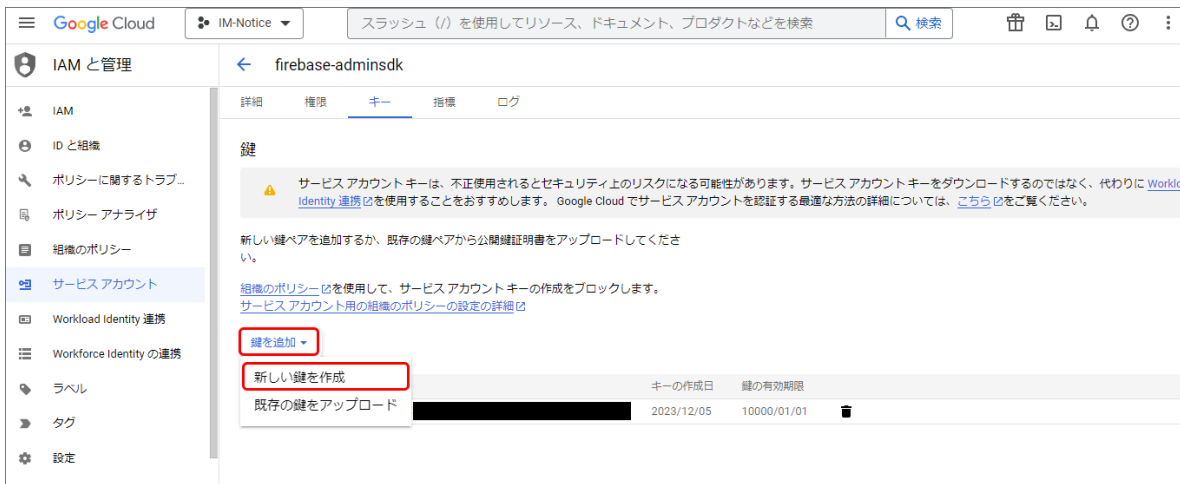 Google Cloud
IM-Notice
スラッシュ（/）を使用してリソース、ドキュメント、プロダクトなどを検索
検索
IAM と管理
firebase-adminsdk
IAM
ID と組織
ポリシーに関するトラブ...
ポリシー アナライザ
組織のポリシー
サービス アカウント
Workload Identity 連携
Workforce Identity の連携
ラベル
タグ
設定
詳細
権限
キー
指標
ログ
鍵
サービス アカウント キーは、不正使用されるとセキュリティ上のリスクになる可能性があります。サービス アカウント キーをダウンロードするのではなく、代わりに Worklo
Identity 連携 を使用することをおすすめします。 Google Cloud でサービス アカウントを認証する最適な方法の詳細については、こちら をご覧ください。
新しい鍵ペアを追加するか、既存の鍵ペアから公開鍵証明書をアップロードしてくださ
い。
組織のポリシー を使用して、サービス アカウント キーの作成をブロックします。
サービス アカウント用の組織のポリシーの設定の詳細
鍵を追加
新しい鍵を作成
既存の鍵をアップロード
キーの作成日
鍵の有効期限
2023/12/05
10000/01/01